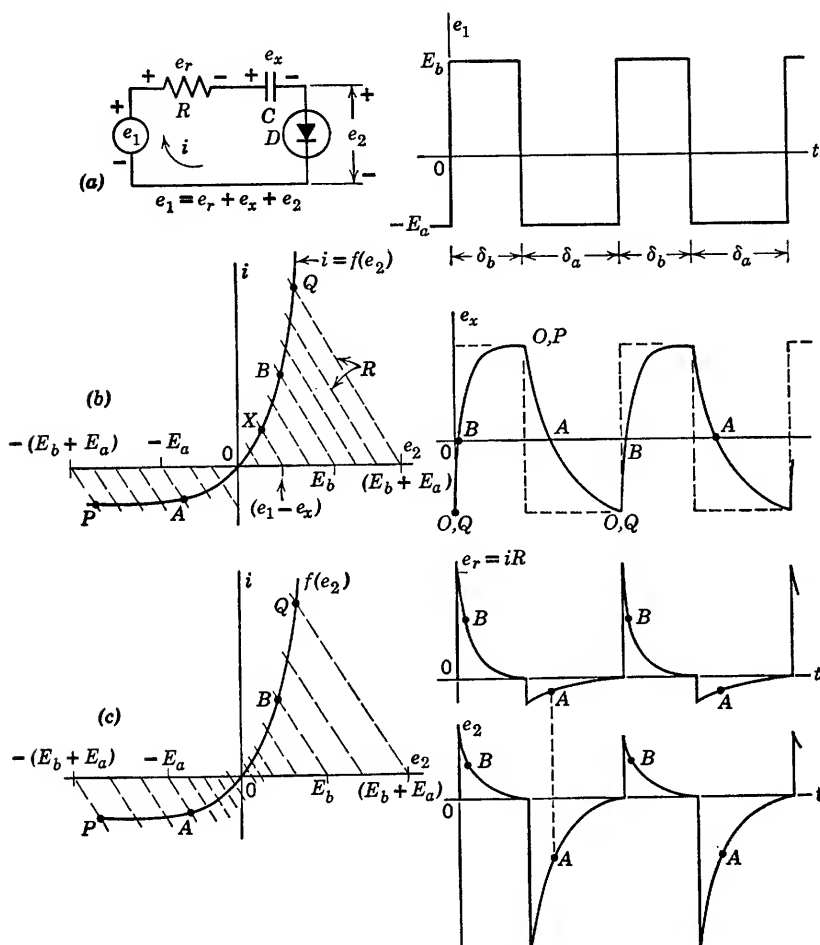 e_r
e_x
+ − + −
+
R
C
D
+
e_1
−
i
e_2
+
−
(a)
e_1 = e_r + e_x + e_2
e_1
E_b
0
t
−E_a
δ_b
δ_a
δ_b
δ_a
(b)
i
i = f(e_2)
Q
B
R
X
−(E_b + E_a)
−E_a
0
e_2
E_b
(E_b + E_a)
P
A
(e_1 − e_x)
e_x
O,P
B
A
B
A
0
t
O,Q
O,Q
(c)
i
f(e_2)
Q
B
−(E_b + E_a)
−E_a
0
e_2
E_b
(E_b + E_a)
P
A
e_r = iR
B
B
0
t
A
A
e_2
B
B
0
t
A
A